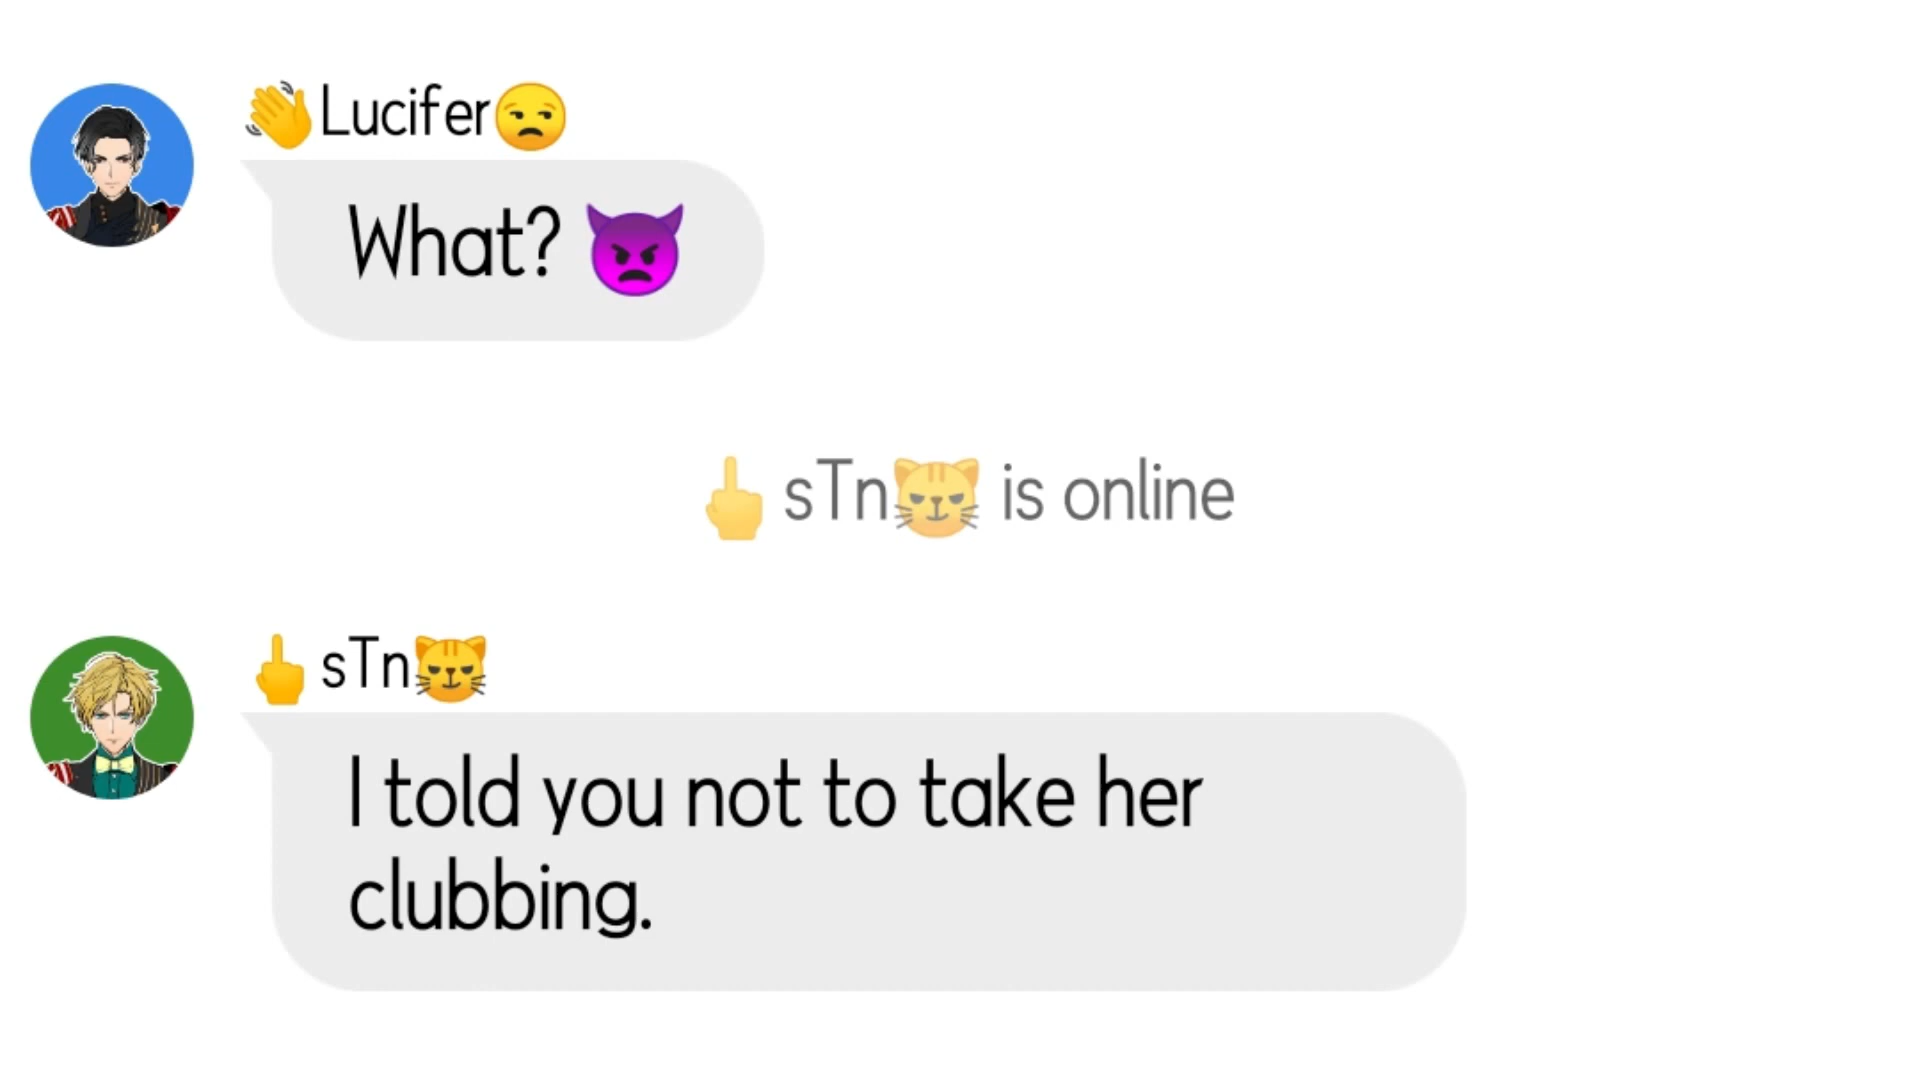 👋Lucifer😒
What? 👿
🖕 sTn😼 is online
🖕 sTn😼
I told you not to take her
clubbing.